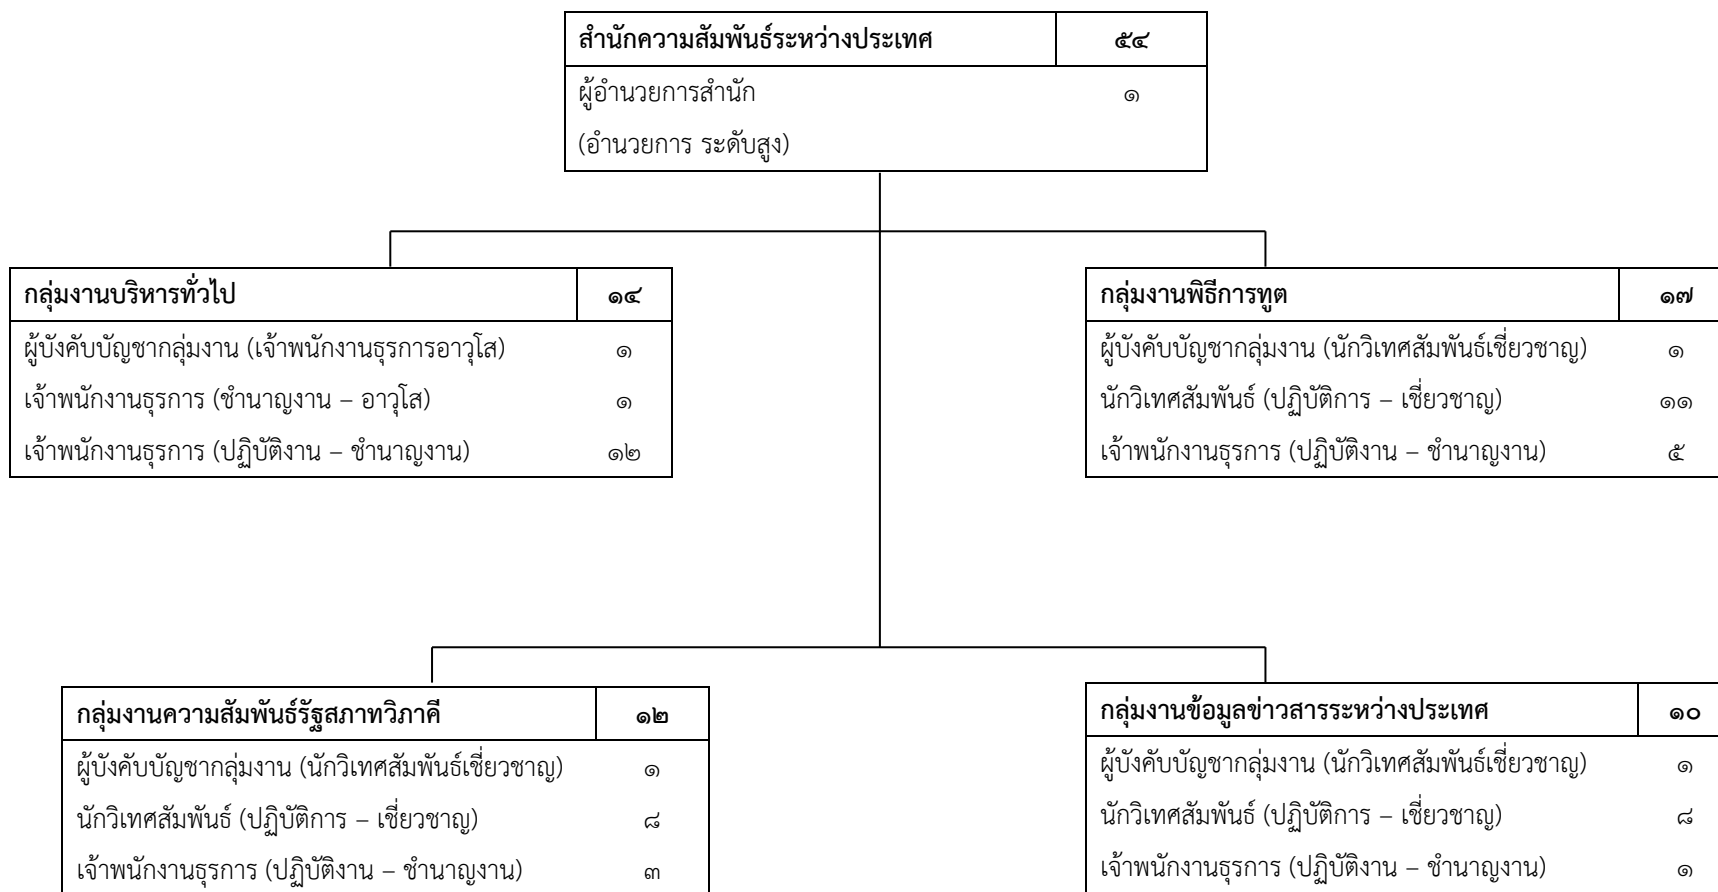 สำนักความสัมพันธ์ระหว่างประเทศ ๕๔
ผู้อำนวยการสำนัก ๑
(อำนวยการ ระดับสูง)
กลุ่มงานบริหารทั่วไป ๑๔
ผู้บังคับบัญชากลุ่มงาน (เจ้าพนักงานธุรการอาวุโส) ๑
เจ้าพนักงานธุรการ (ชำนาญงาน – อาวุโส) ๑
เจ้าพนักงานธุรการ (ปฏิบัติงาน – ชำนาญงาน) ๑๒
กลุ่มงานพิธีการทูต ๑๗
ผู้บังคับบัญชากลุ่มงาน (นักวิเทศสัมพันธ์เชี่ยวชาญ) ๑
นักวิเทศสัมพันธ์ (ปฏิบัติการ – เชี่ยวชาญ) ๑๑
เจ้าพนักงานธุรการ (ปฏิบัติงาน – ชำนาญงาน) ๕
กลุ่มงานความสัมพันธ์รัฐสภาทวิภาคี ๑๒
ผู้บังคับบัญชากลุ่มงาน (นักวิเทศสัมพันธ์เชี่ยวชาญ) ๑
นักวิเทศสัมพันธ์ (ปฏิบัติการ – เชี่ยวชาญ) ๘
เจ้าพนักงานธุรการ (ปฏิบัติงาน – ชำนาญงาน) ๓
กลุ่มงานข้อมูลข่าวสารระหว่างประเทศ ๑๐
ผู้บังคับบัญชากลุ่มงาน (นักวิเทศสัมพันธ์เชี่ยวชาญ) ๑
นักวิเทศสัมพันธ์ (ปฏิบัติการ – เชี่ยวชาญ) ๘
เจ้าพนักงานธุรการ (ปฏิบัติงาน – ชำนาญงาน) ๑